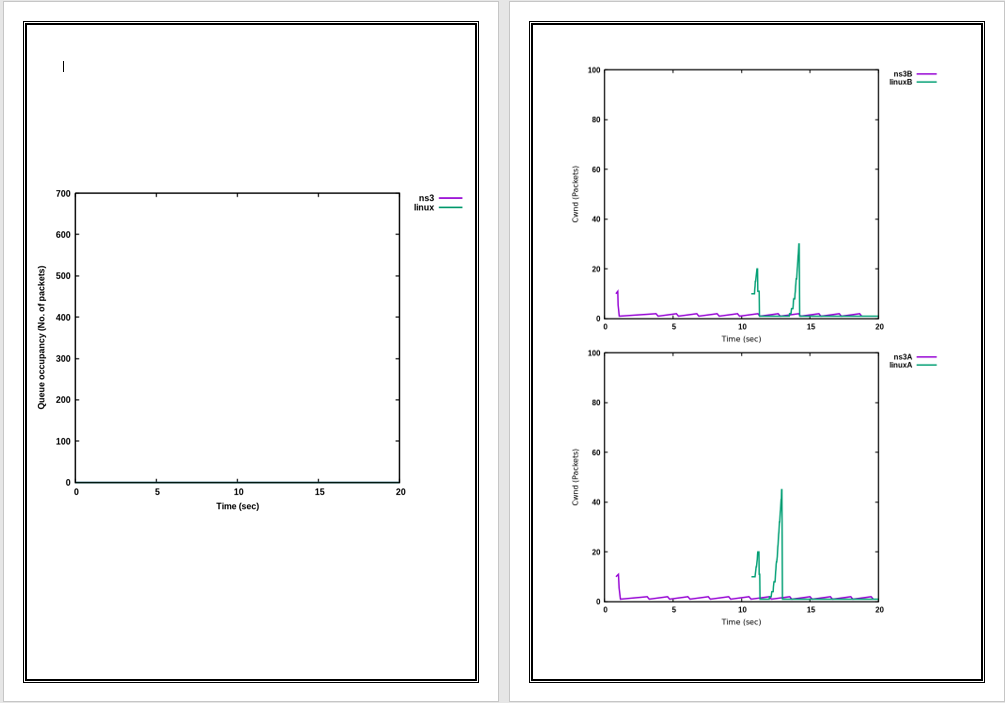 700
600
500
400
300
200
100
0
0 5 10 15 20
Queue occupancy (No. of packets)
Time (sec)
ns3
linux
100
80
60
40
20
0
0 5 10 15 20
Cwnd (Packets)
Time (sec)
ns3B
linuxB
100
80
60
40
20
0
0 5 10 15 20
Cwnd (Packets)
Time (sec)
ns3A
linuxA